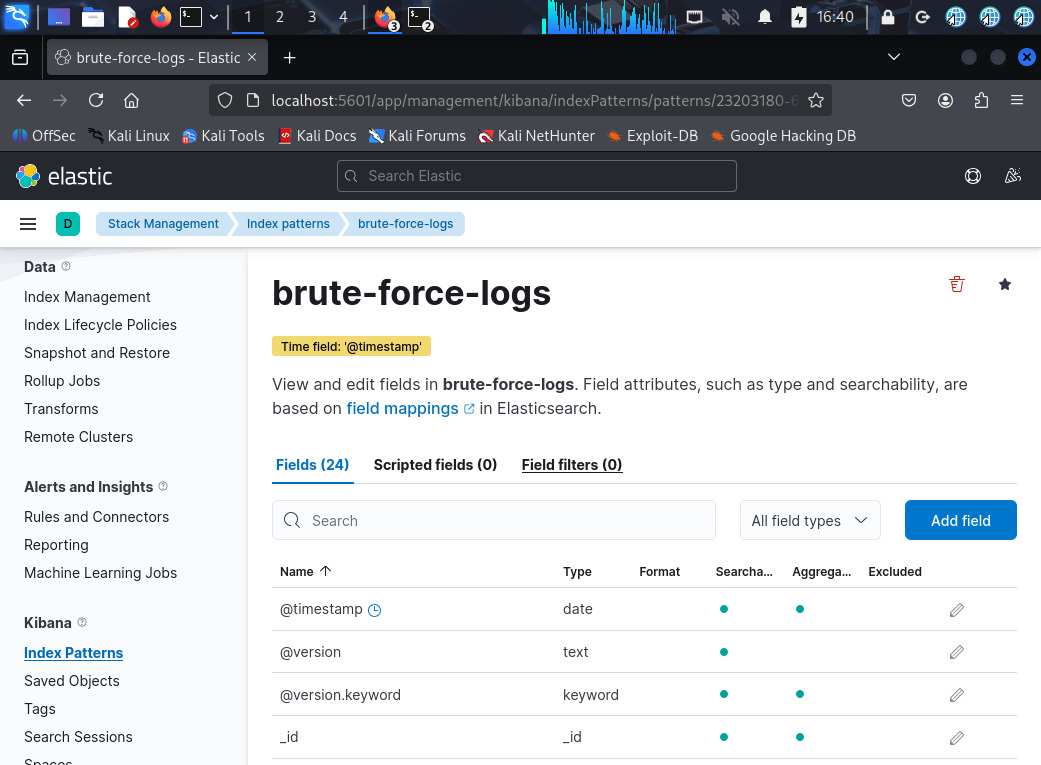 1 2 3 4 3 2 16:40
brute-force-logs - Elastic
localhost:5601/app/management/kibana/indexPatterns/patterns/23203180-6
OffSec Kali Linux Kali Tools Kali Docs Kali Forums Kali NetHunter Exploit-DB Google Hacking DB
elastic Search Elastic
D Stack Management Index patterns brute-force-logs
Data
Index Management
Index Lifecycle Policies
Snapshot and Restore
Rollup Jobs
Transforms
Remote Clusters
Alerts and Insights
Rules and Connectors
Reporting
Machine Learning Jobs
Kibana
Index Patterns
Saved Objects
Tags
Search Sessions
Spaces
brute-force-logs
Time field: '@timestamp'
View and edit fields in brute-force-logs. Field attributes, such as type and searchability, are
based on field mappings in Elasticsearch.
Fields (24) Scripted fields (0) Field filters (0)
Search All field types Add field
Name Type Format Searcha... Aggrega... Excluded
@timestamp date
@version text
@version.keyword keyword
_id _id